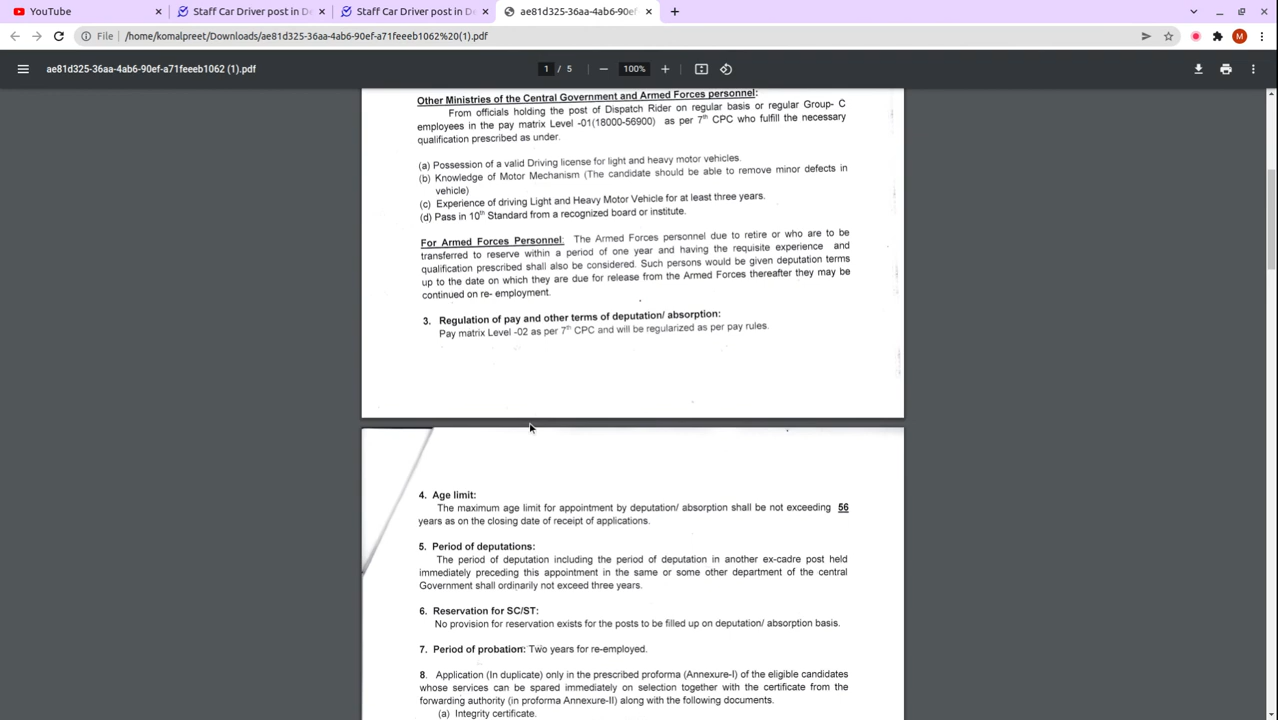 YouTube
Staff Car Driver post in De
Staff Car Driver post in De
ae81d325-36aa-4ab6-90ef
File
/home/komalpreet/Downloads/ae81d325-36aa-4ab6-90ef-a71feeeb1062%20(1).pdf
M
ae81d325-36aa-4ab6-90ef-a71feeeb1062 (1).pdf
1 / 5
100%
Other Ministries of the Central Government and Armed Forces personnel:
From officials holding the post of Dispatch Rider on regular basis or regular Group- C
employees in the pay matrix Level -01(18000-56900) as per 7th CPC who fulfill the necessary
qualification prescribed as under.
(a) Possession of a valid Driving license for light and heavy motor vehicles.
(b) Knowledge of Motor Mechanism (The candidate should be able to remove minor defects in
vehicle)
(c) Experience of driving Light and Heavy Motor Vehicle for at least three years.
(d) Pass in 10th Standard from a recognized board or institute.
For Armed Forces Personnel: The Armed Forces personnel due to retire or who are to be
transferred to reserve within a period of one year and having the requisite experience and
qualification prescribed shall also be considered. Such persons would be given deputation terms
up to the date on which they are due for release from the Armed Forces thereafter they may be
continued on re- employment.
3. Regulation of pay and other terms of deputation/ absorption:
Pay matrix Level -02 as per 7th CPC and will be regularized as per pay rules.
4. Age limit:
The maximum age limit for appointment by deputation/ absorption shall be not exceeding 56
years as on the closing date of receipt of applications.
5. Period of deputations:
The period of deputation including the period of deputation in another ex-cadre post held
immediately preceding this appointment in the same or some other department of the central
Government shall ordinarily not exceed three years.
6. Reservation for SC/ST:
No provision for reservation exists for the posts to be filled up on deputation/ absorption basis.
7. Period of probation: Two years for re-employed.
8. Application (In duplicate) only in the prescribed proforma (Annexure-I) of the eligible candidates
whose services can be spared immediately on selection together with the certificate from the
forwarding authority (in proforma Annexure-II) along with the following documents.
(a) Integrity certificate.